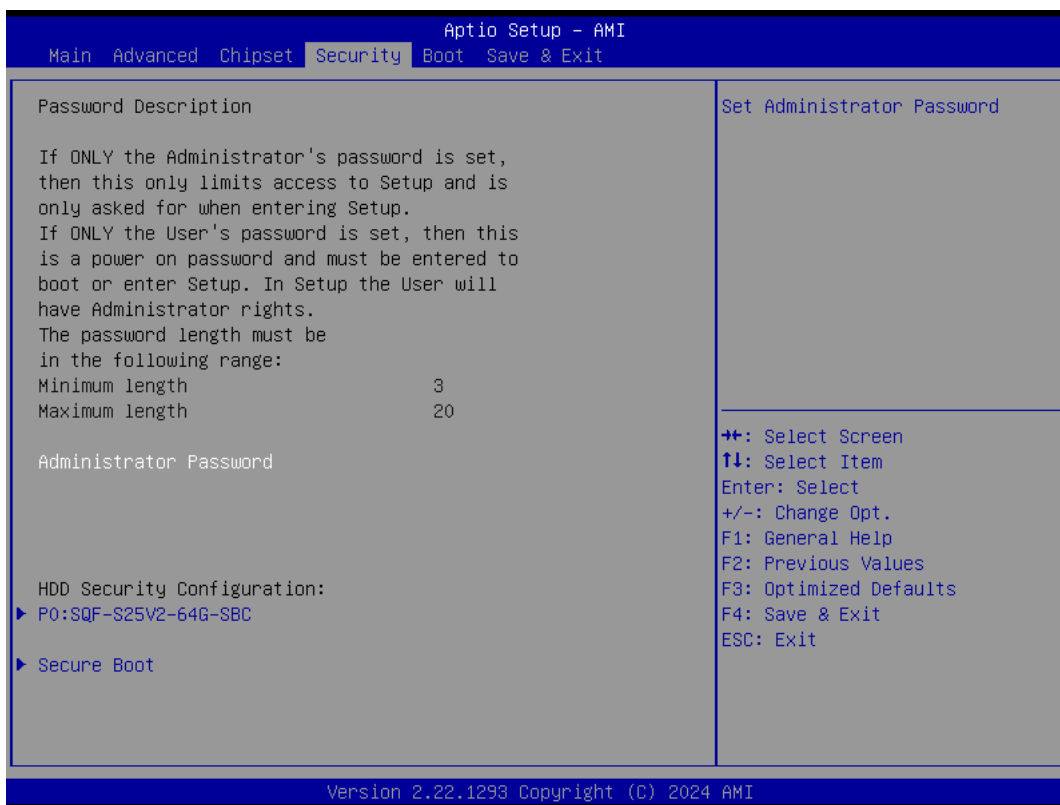 Aptio Setup - AMI
Main Advanced Chipset Security Boot Save & Exit
Password Description
If ONLY the Administrator's password is set,
then this only limits access to Setup and is
only asked for when entering Setup.
If ONLY the User's password is set, then this
is a power on password and must be entered to
boot or enter Setup. In Setup the User will
have Administrator rights.
The password length must be
in the following range:
Minimum length 3
Maximum length 20
Administrator Password
HDD Security Configuration:
▶ P0:SQF-S25V2-64G-SBC
▶ Secure Boot
Set Administrator Password
→←: Select Screen
↑↓: Select Item
Enter: Select
+/-: Change Opt.
F1: General Help
F2: Previous Values
F3: Optimized Defaults
F4: Save & Exit
ESC: Exit
Version 2.22.1293 Copyright (C) 2024 AMI